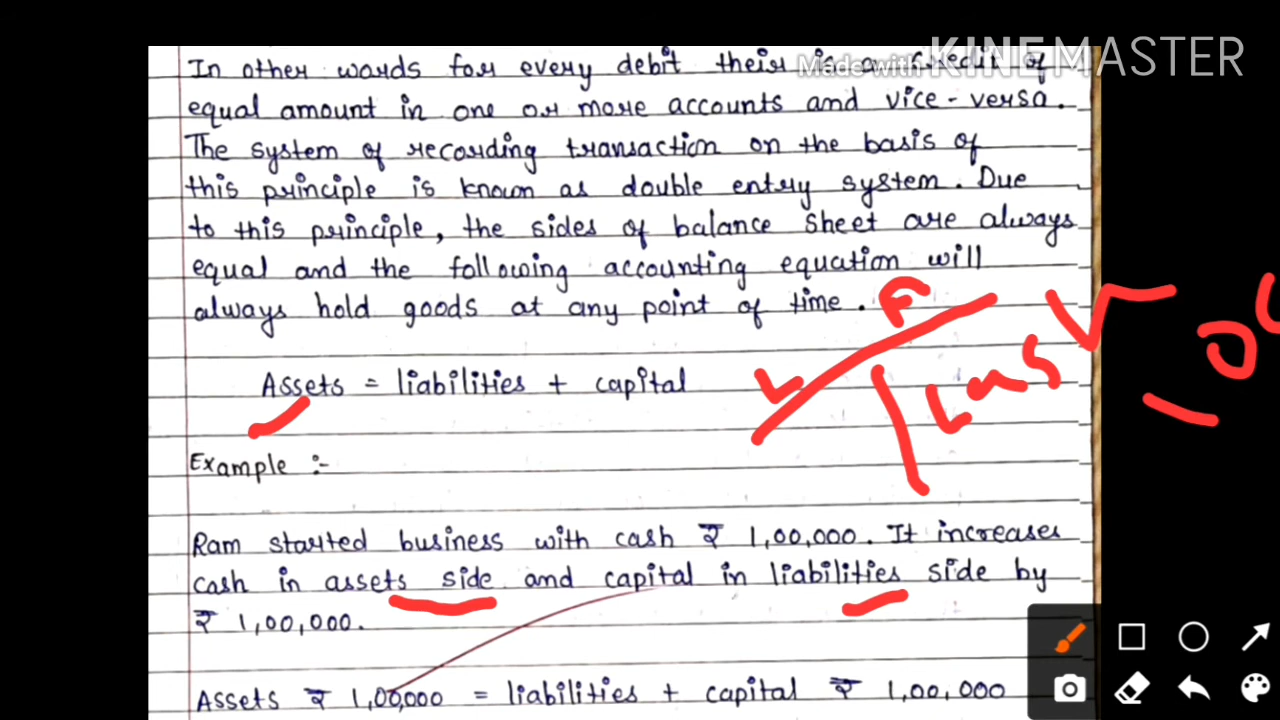 Made with KINEMASTER
In other wards for every debit their is a credit of
equal amount in one or more accounts and vice-versa.
The system of recording transaction on the basis of
this principle is known as double entry system. Due
to this principle, the sides of balance sheet are always
equal and the following accounting equation will
always hold goods at any point of time.
Assets = liabilities + capital
Example :-
Ram started business with cash ₹ 1,00,000. It increases
cash in assets side and capital in liabilities side by
₹ 1,00,000.
Assets ₹ 1,00,000 = liabilities + capital ₹ 1,00,000